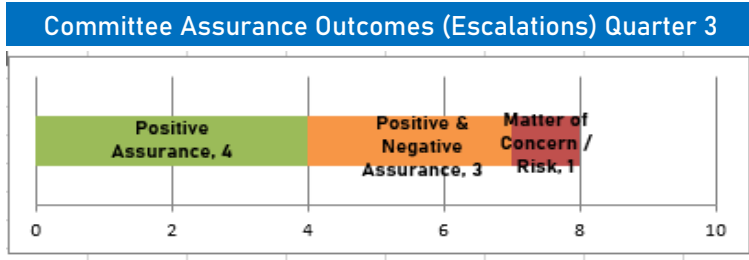 Committee Assurance Outcomes (Escalations) Quarter 3
Positive
Assurance, 4
Positive &
Negative
Assurance, 3
Matter of
Concern /
Risk, 1
0 2 4 6 8 10